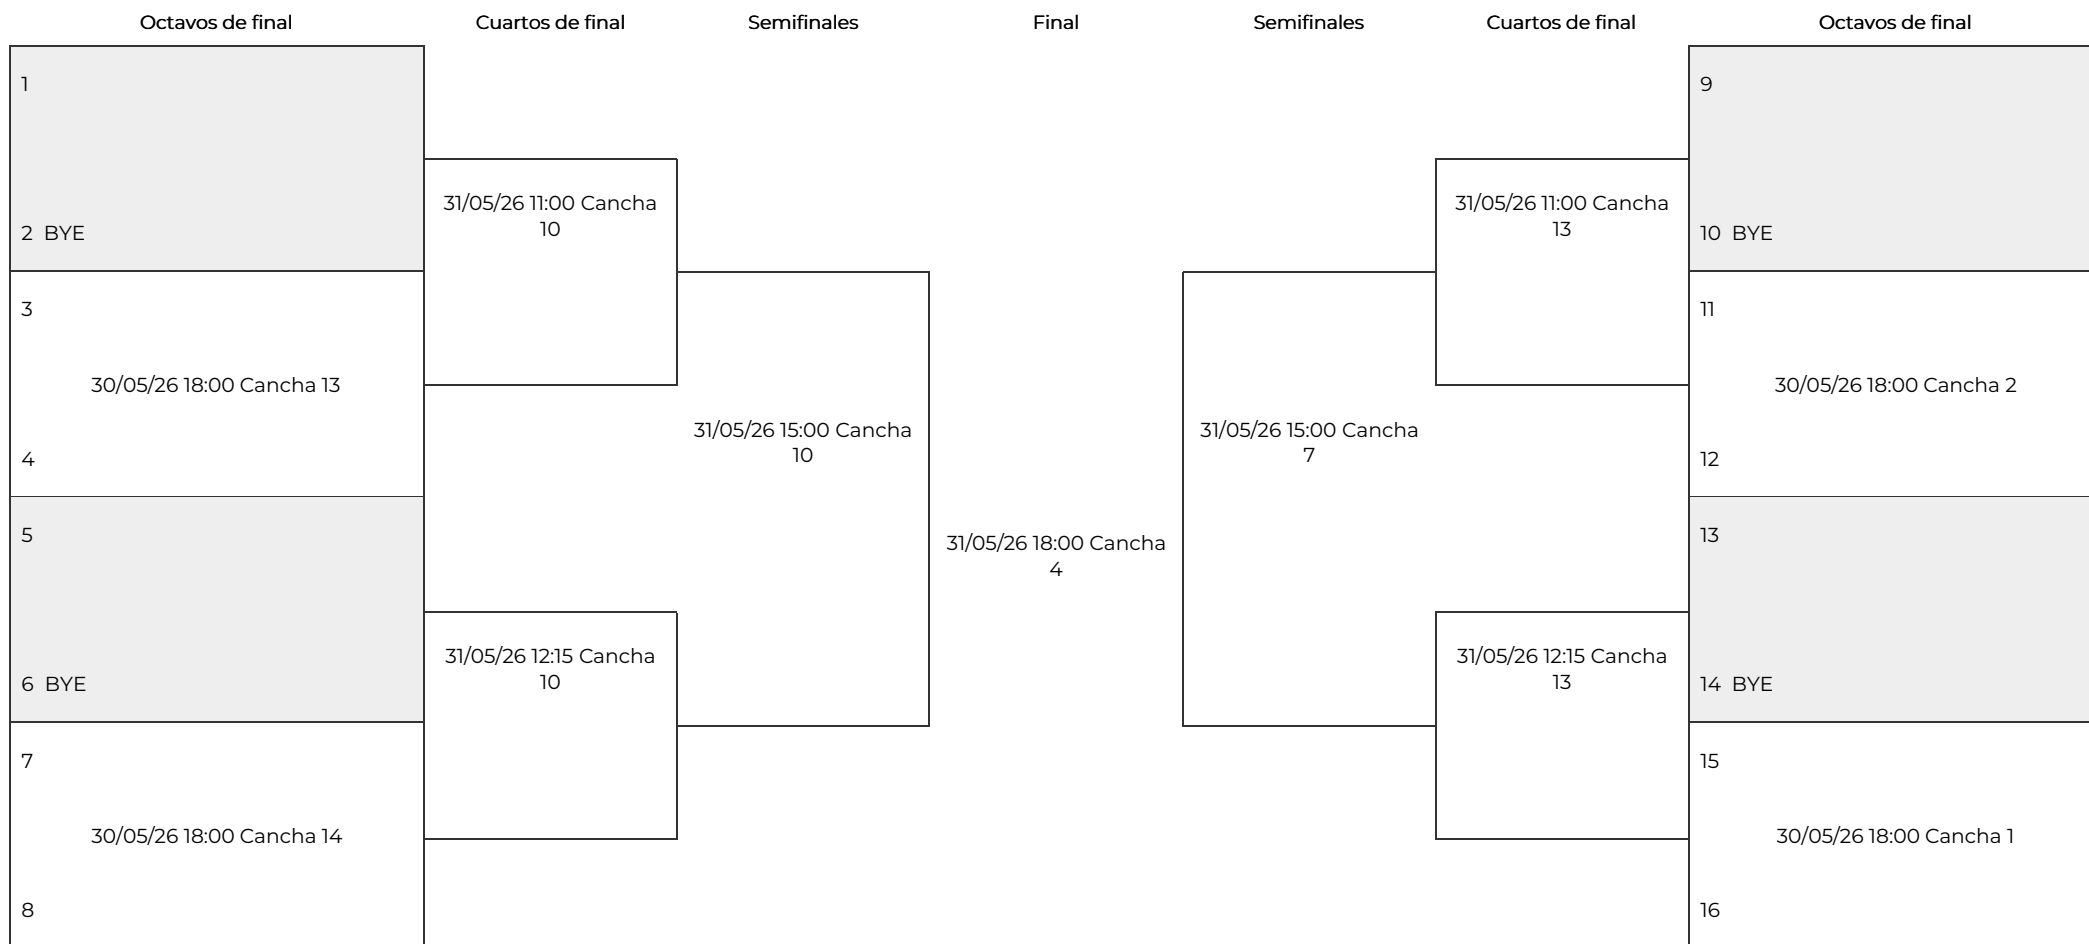 Octavos de final
Cuartos de final
Semifinales
Final
Semifinales
Cuartos de final
Octavos de final
1
2 BYE
3
30/05/26 18:00 Cancha 13
4
5
6 BYE
7
30/05/26 18:00 Cancha 14
8
31/05/26 11:00 Cancha
10
31/05/26 12:15 Cancha
10
31/05/26 15:00 Cancha
10
31/05/26 18:00 Cancha
4
31/05/26 15:00 Cancha
7
31/05/26 11:00 Cancha
13
31/05/26 12:15 Cancha
13
9
10 BYE
11
30/05/26 18:00 Cancha 2
12
13
14 BYE
15
30/05/26 18:00 Cancha 1
16